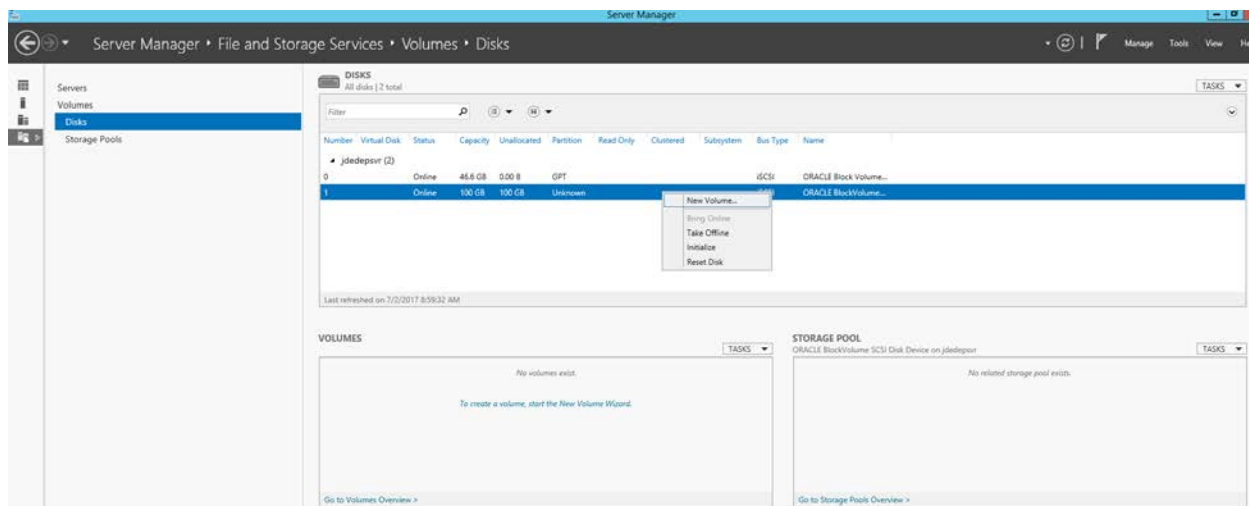 Server Manager
Server Manager ‣ File and Storage Services ‣ Volumes ‣ Disks
Manage Tools View
Servers
Volumes
Disks
Storage Pools
DISKS
All disks | 2 total
TASKS
Filter
Number Virtual Disk Status Capacity Unallocated Partition Read Only Clustered Subsystem Bus Type Name
jdedepsvr (2)
0 Online 46.6 GB 0.00 B GPT iSCSI ORACLE Block Volume...
1 Online 100 GB 100 GB Unknown ORACLE BlockVolume...
New Volume...
Bring Online
Take Offline
Initialize
Reset Disk
Last refreshed on 7/2/2017 8:59:32 AM
VOLUMES
TASKS
No volumes exist.
To create a volume, start the New Volume Wizard.
Go to Volumes Overview >
STORAGE POOL
ORACLE BlockVolume SCSI Disk Device on jdedepsvr
TASKS
No related storage pool exists.
Go to Storage Pools Overview >